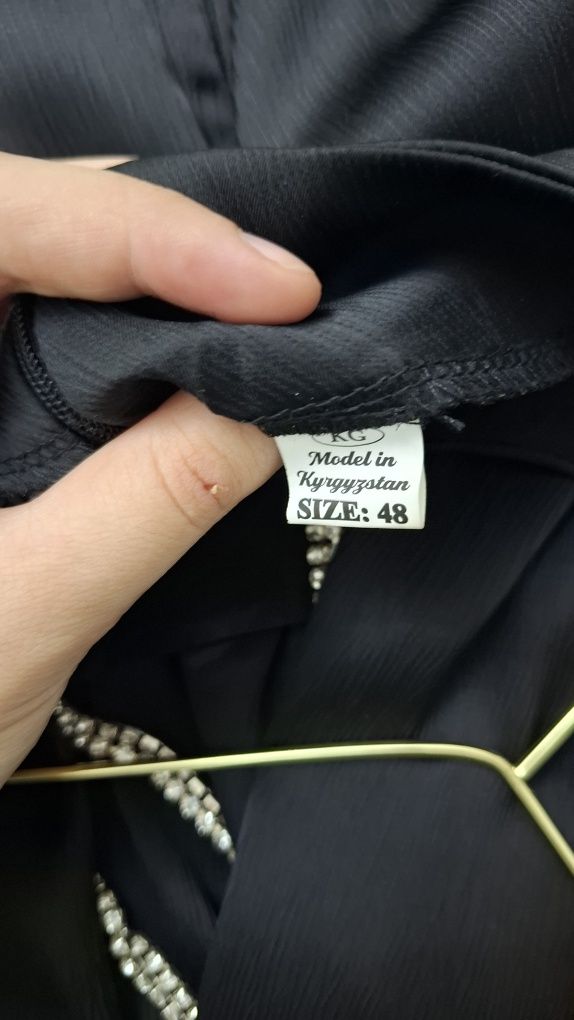 KG
Model in
Kyrgyzstan
SIZE: 48